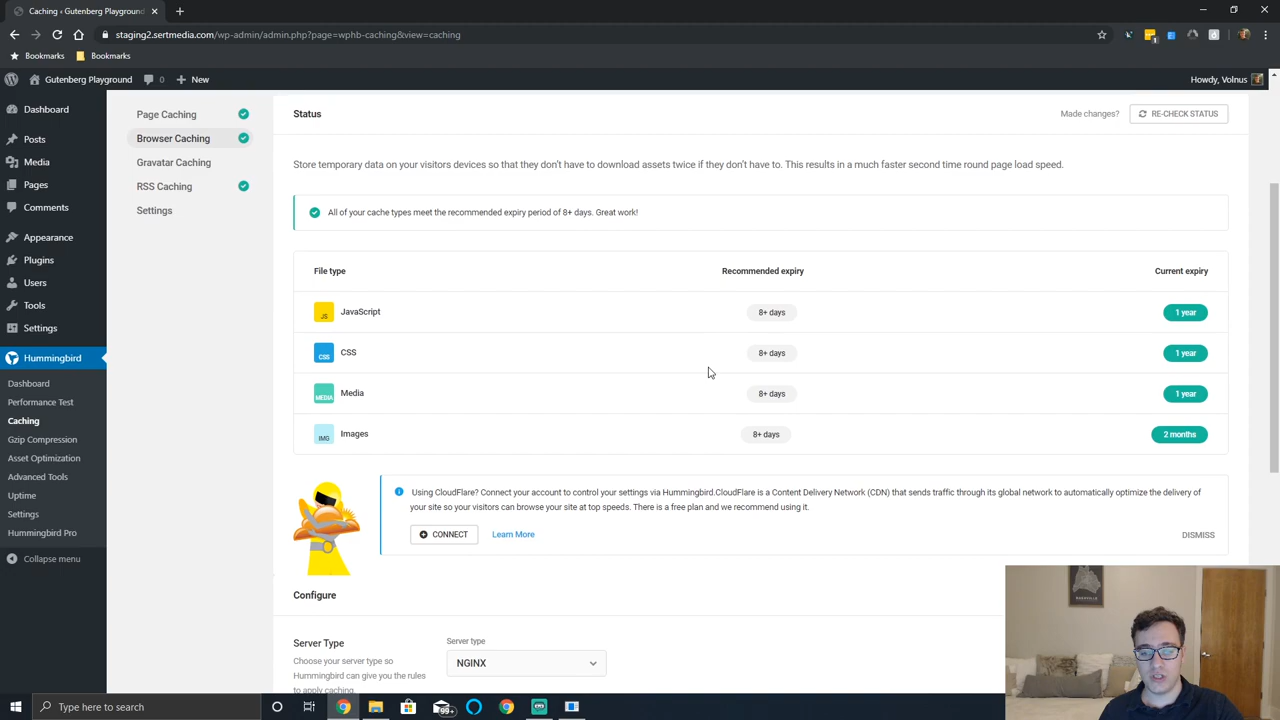 Caching ‹ Gutenberg Playground
staging2.sertmedia.com/wp-admin/admin.php?page=wphb-caching&view=caching
Bookmarks
Bookmarks
Gutenberg Playground
0
New
Howdy, Volnus
Dashboard
Posts
Media
Pages
Comments
Appearance
Plugins
Users
Tools
Settings
Hummingbird
Dashboard
Performance Test
Caching
Gzip Compression
Asset Optimization
Advanced Tools
Uptime
Settings
Hummingbird Pro
Collapse menu
Page Caching
Browser Caching
Gravatar Caching
RSS Caching
Settings
Status
Made changes?
RE-CHECK STATUS
Store temporary data on your visitors devices so that they don't have to download assets twice if they don't have to. This results in a much faster second time round page load speed.
All of your cache types meet the recommended expiry period of 8+ days. Great work!
File type Recommended expiry Current expiry
JS JavaScript 8+ days 1 year
CSS CSS 8+ days 1 year
MEDIA Media 8+ days 1 year
IMG Images 8+ days 2 months
Using CloudFlare? Connect your account to control your settings via Hummingbird.CloudFlare is a Content Delivery Network (CDN) that sends traffic through its global network to automatically optimize the delivery of
your site so your visitors can browse your site at top speeds. There is a free plan and we recommend using it.
CONNECT
Learn More
DISMISS
Configure
Server Type
Choose your server type so
Hummingbird can give you the rules
to apply caching.
Server type
NGINX
Type here to search
99+